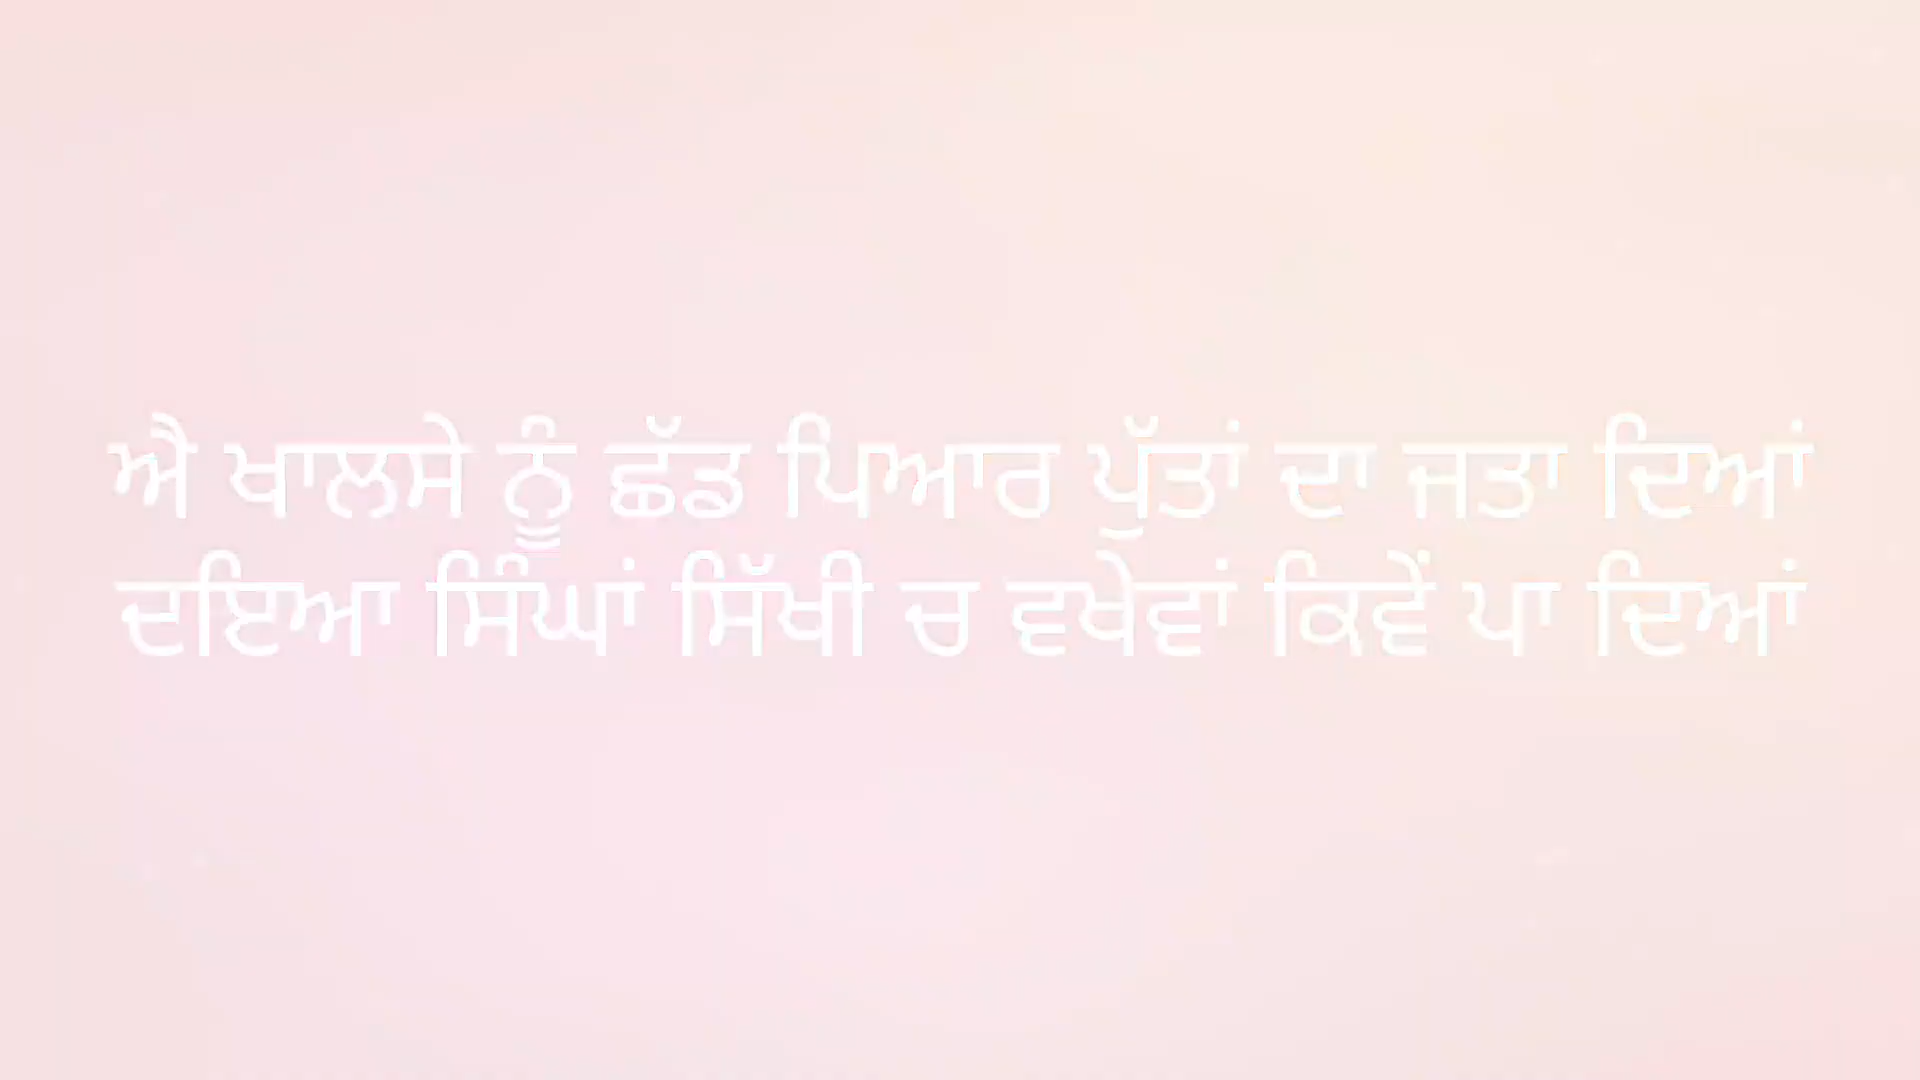 ਐ ਖਾਲਸੇ ਨੂੰ ਛੱਡ ਪਿਆਰ ਪੁੱਤਾਂ ਦਾ ਜਤਾ ਦਿਆਂ
ਦਇਆ ਸਿੰਘਾਂ ਸਿੱਖੀ ਚ ਵਖੇਵਾਂ ਕਿਵੇਂ ਪਾ ਦਿਆਂ